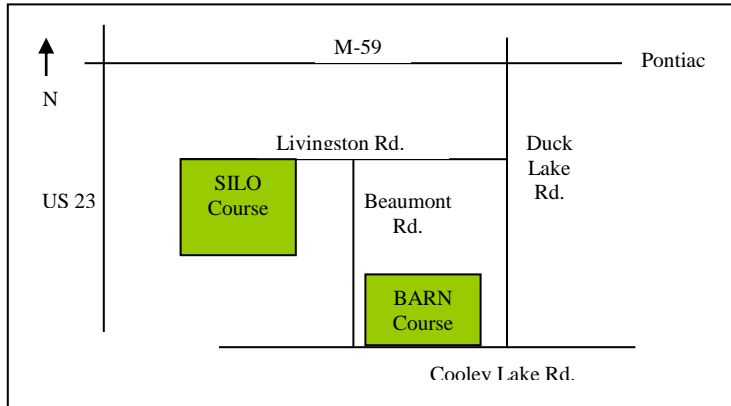 M-59
Pontiac
N
Livingston Rd.
Duck
Lake
Rd.
SILO
Course
US 23
Beaumont
Rd.
BARN
Course
Cooley Lake Rd.